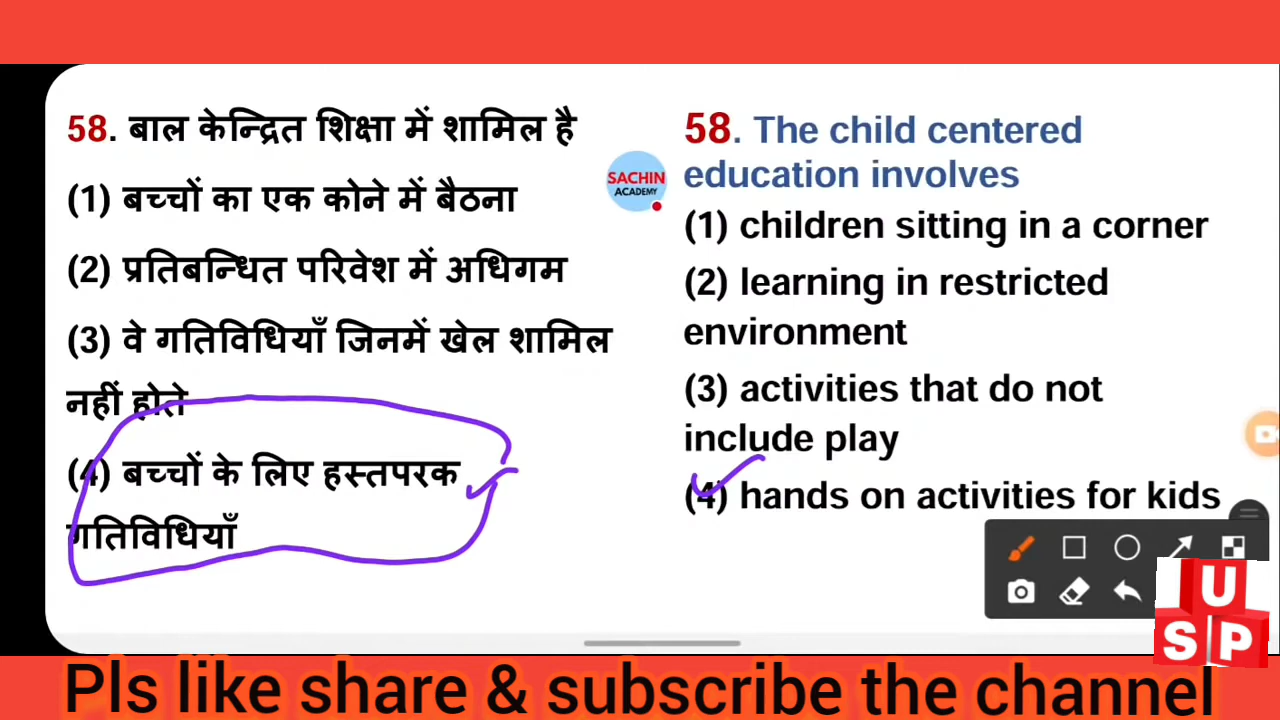 58. बाल केन्द्रित शिक्षा में शामिल है
(1) बच्चों का एक कोने में बैठना
(2) प्रतिबन्धित परिवेश में अधिगम
(3) वे गतिविधियाँ जिनमें खेल शामिल
नहीं होते
(4) बच्चों के लिए हस्तपरक
गतिविधियाँ
SACHIN
ACADEMY
58. The child centered
education involves
(1) children sitting in a corner
(2) learning in restricted
environment
(3) activities that do not
include play
(4) hands on activities for kids
U
S P
Pls like share & subscribe the channel